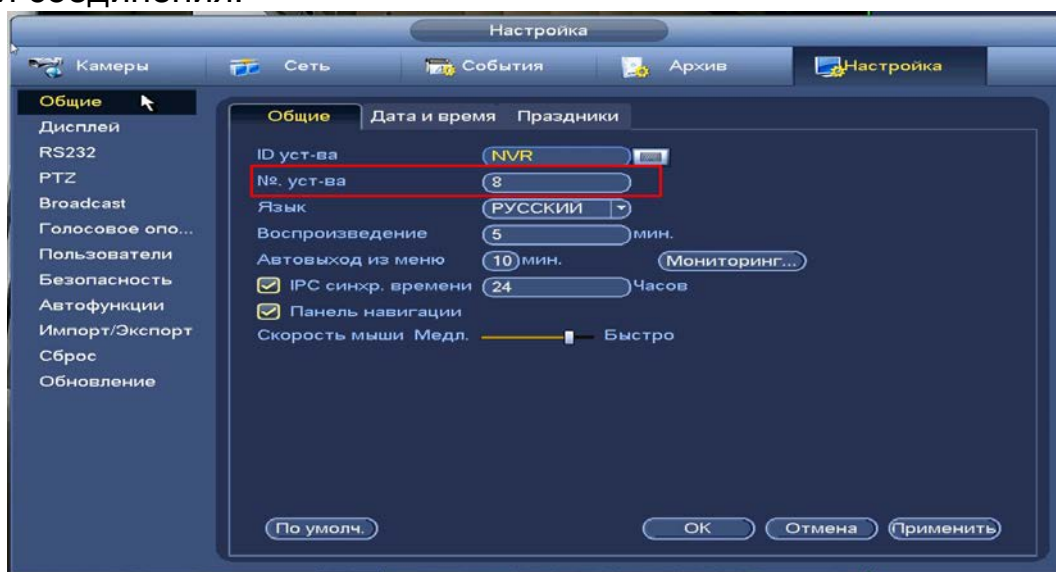 соединения.
Настройка
Камеры Сеть События Архив Настройка
Общие
Дисплей
RS232
PTZ
Broadcast
Голосовое опо...
Пользователи
Безопасность
Автофункции
Импорт/Экспорт
Сброс
Обновление
Общие Дата и время Праздники
ID уст-ва NVR
№. уст-ва 8
Язык РУССКИЙ
Воспроизведение 5 мин.
Автовыход из меню 10 мин. Мониторинг...
IPC синхр. времени 24 Часов
Панель навигации
Скорость мыши Медл. Быстро
По умолч. OK Отмена Применить